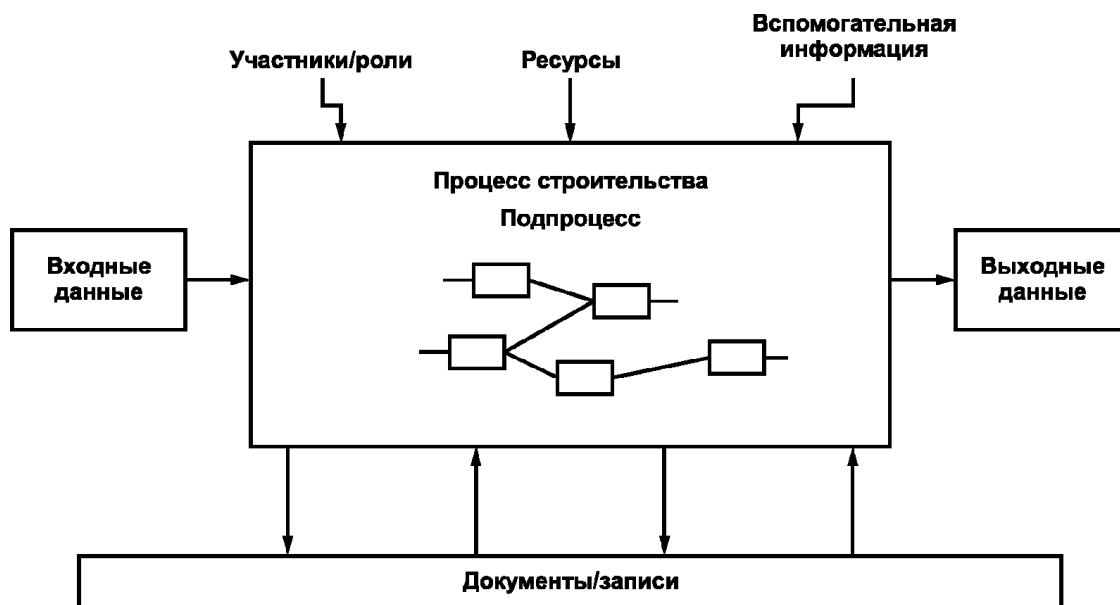 Вспомогательная
информация
Участники/роли
Ресурсы
Процесс строительства
Подпроцесс
Входные
данные
Выходные
данные
Документы/записи